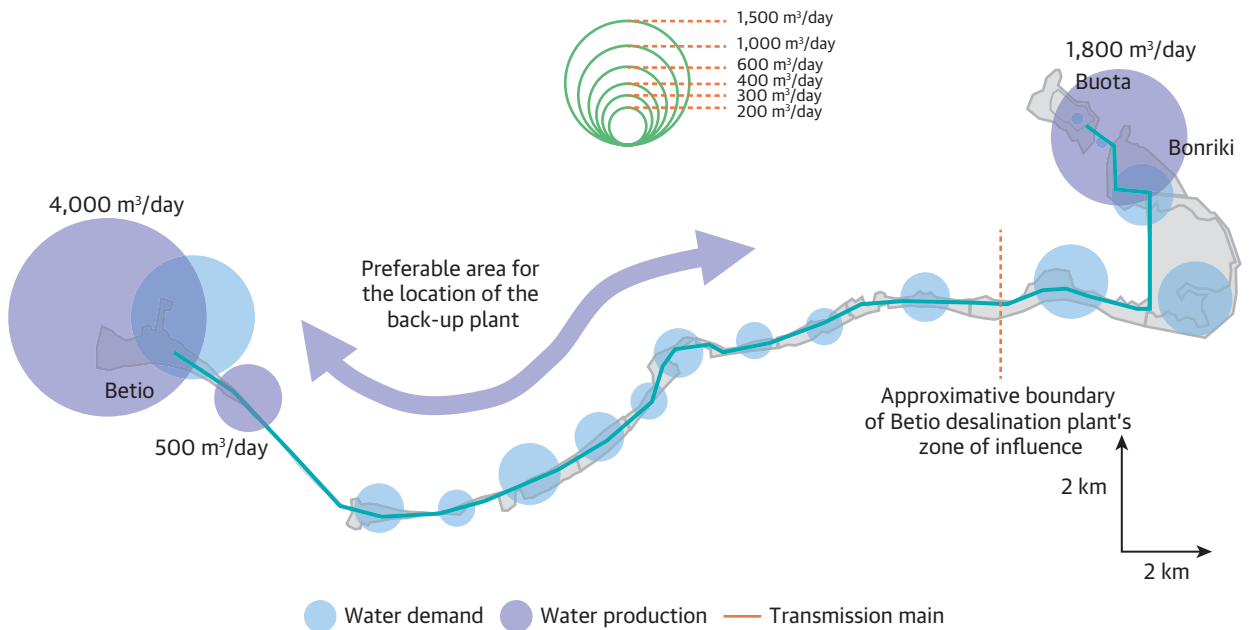 1,500 m³/day
1,000 m³/day
600 m³/day
400 m³/day
300 m³/day
200 m³/day
1,800 m³/day
Buota
Bonriki
4,000 m³/day
Preferable area for
the location of the
back-up plant
Betio
500 m³/day
Approximative boundary
of Betio desalination plant's
zone of influence
2 km
2 km
Water demand
Water production
Transmission main